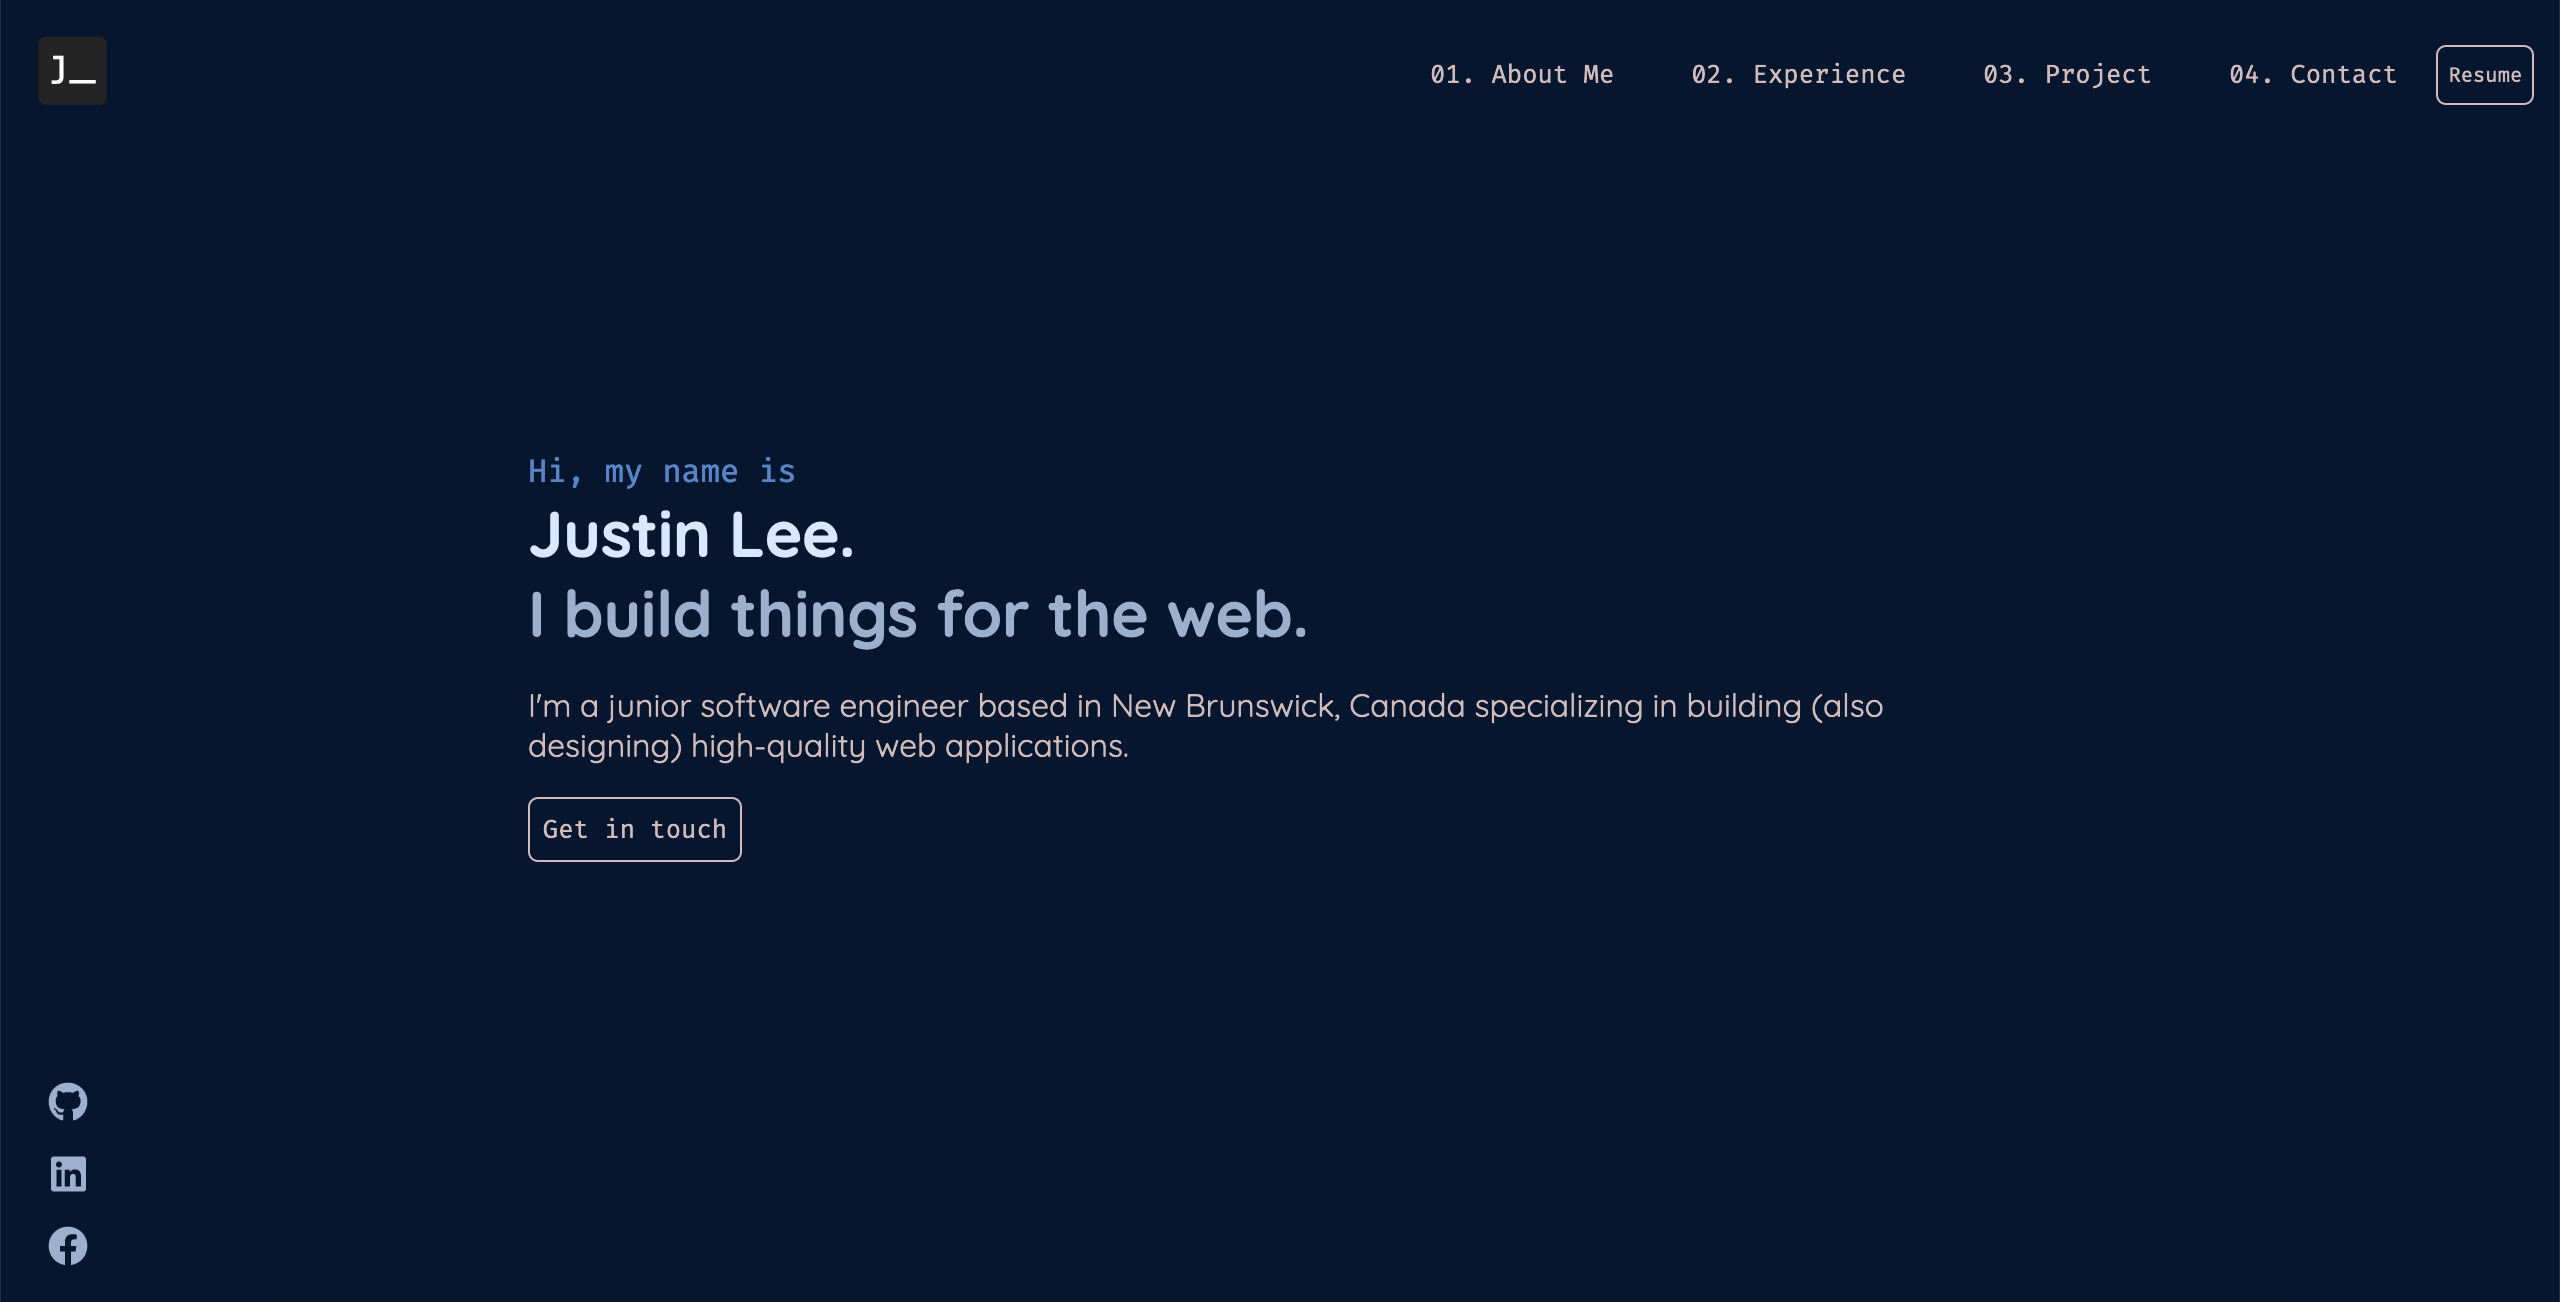 J_
01. About Me
02. Experience
03. Project
04. Contact
Resume
Hi, my name is
Justin Lee.
I build things for the web.
I'm a junior software engineer based in New Brunswick, Canada specializing in building (also
designing) high-quality web applications.
Get in touch
in
f